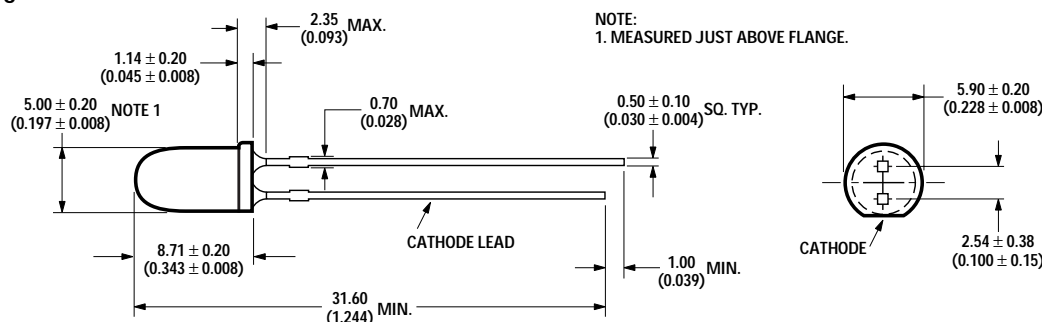 2.35
(0.093) MAX.
NOTE:
1. MEASURED JUST ABOVE FLANGE.
1.14 ± 0.20
(0.045 ± 0.008)
5.00 ± 0.20
(0.197 ± 0.008) NOTE 1
0.70
(0.028) MAX.
0.50 ± 0.10
(0.030 ± 0.004) SQ. TYP.
5.90 ± 0.20
(0.228 ± 0.008)
CATHODE LEAD
CATHODE
8.71 ± 0.20
(0.343 ± 0.008)
1.00
(0.039) MIN.
2.54 ± 0.38
(0.100 ± 0.15)
31.60
(1.244) MIN.